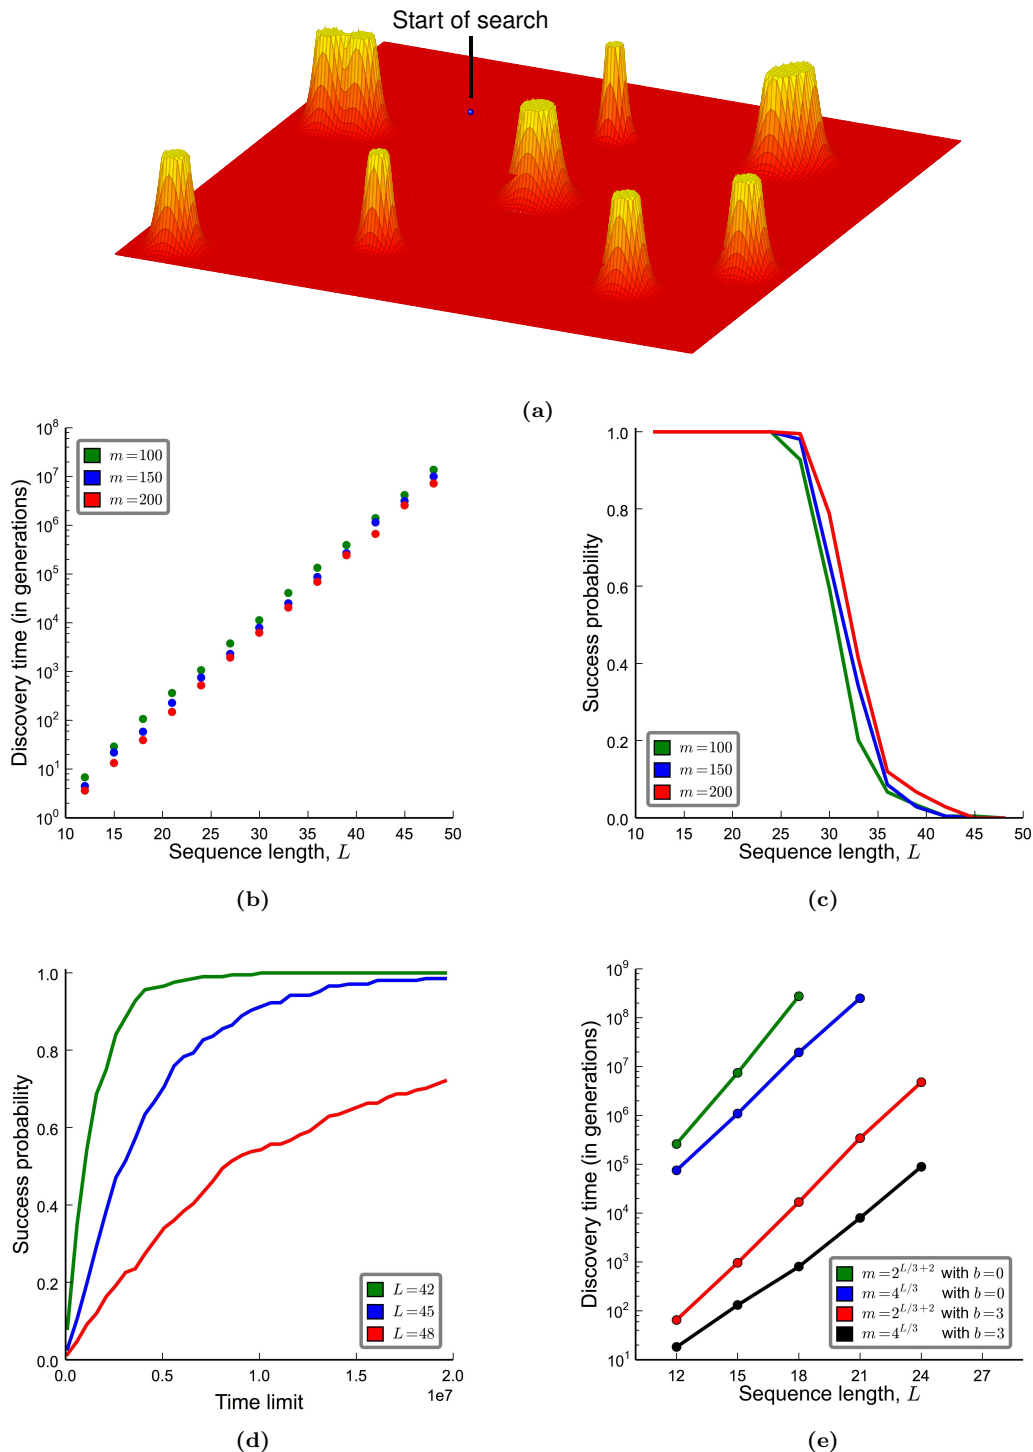 Start of search
(a)
10^8
10^7
10^6
10^5
10^4
10^3
10^2
10^1
10^0
Discovery time (in generations)
m=100
m=150
m=200
10 15 20 25 30 35 40 45 50
Sequence length, L
(b)
1.0
0.8
0.6
0.4
0.2
0.0
Success probability
m=100
m=150
m=200
10 15 20 25 30 35 40 45 50
Sequence length, L
(c)
1.0
0.8
0.6
0.4
0.2
0.0
Success probability
L=42
L=45
L=48
0.0 0.5 1.0 1.5 2.0
1e7
Time limit
(d)
10^9
10^8
10^7
10^6
10^5
10^4
10^3
10^2
10^1
Discovery time (in generations)
m=2^{L/3+2} with b=0
m=4^{L/3} with b=0
m=2^{L/3+2} with b=3
m=4^{L/3} with b=3
12 15 18 21 24 27
Sequence length, L
(e)